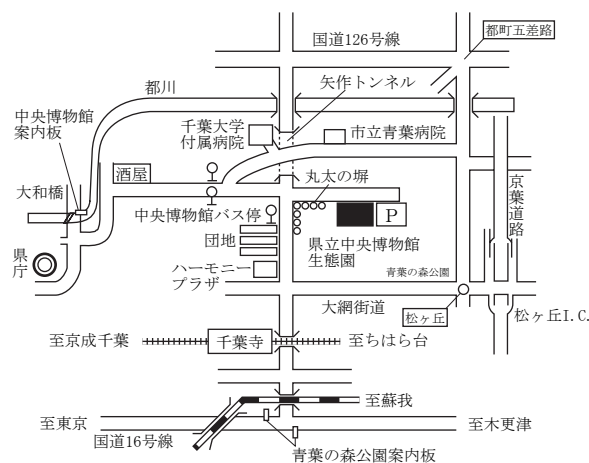 都町五差路
国道126号線
矢作トンネル
都川
中央博物館
案内板
千葉大学
付属病院
市立青葉病院
酒屋
丸太の塀
大和橋
京葉道路
中央博物館バス停
P
団地
県立中央博物館
生態園
県庁
ハーモニー
プラザ
青葉の森公園
大網街道
松ヶ丘
松ヶ丘I.C.
至京成千葉
千葉寺
至ちはら台
至蘇我
至東京
至木更津
国道16号線
青葉の森公園案内板